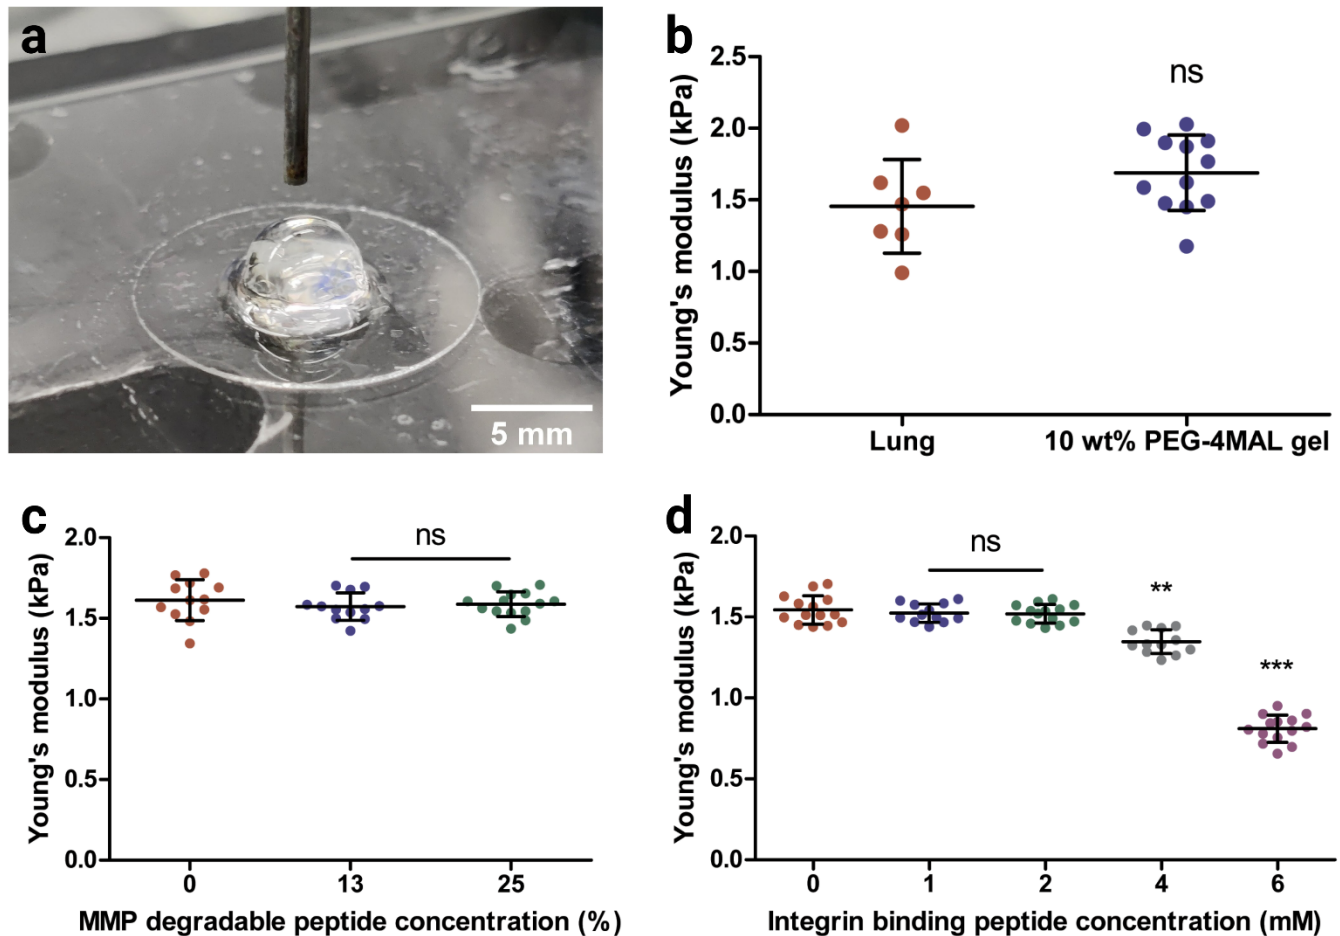 a
5 mm
b
Young's modulus (kPa)
2.5
2.0
1.5
1.0
0.5
0.0
ns
Lung
10 wt% PEG-4MAL gel
c
Young's modulus (kPa)
2.0
1.5
1.0
0.5
0.0
ns
0
13
25
MMP degradable peptide concentration (%)
d
Young's modulus (kPa)
2.0
1.5
1.0
0.5
0.0
ns
**
***
0
1
2
4
6
Integrin binding peptide concentration (mM)